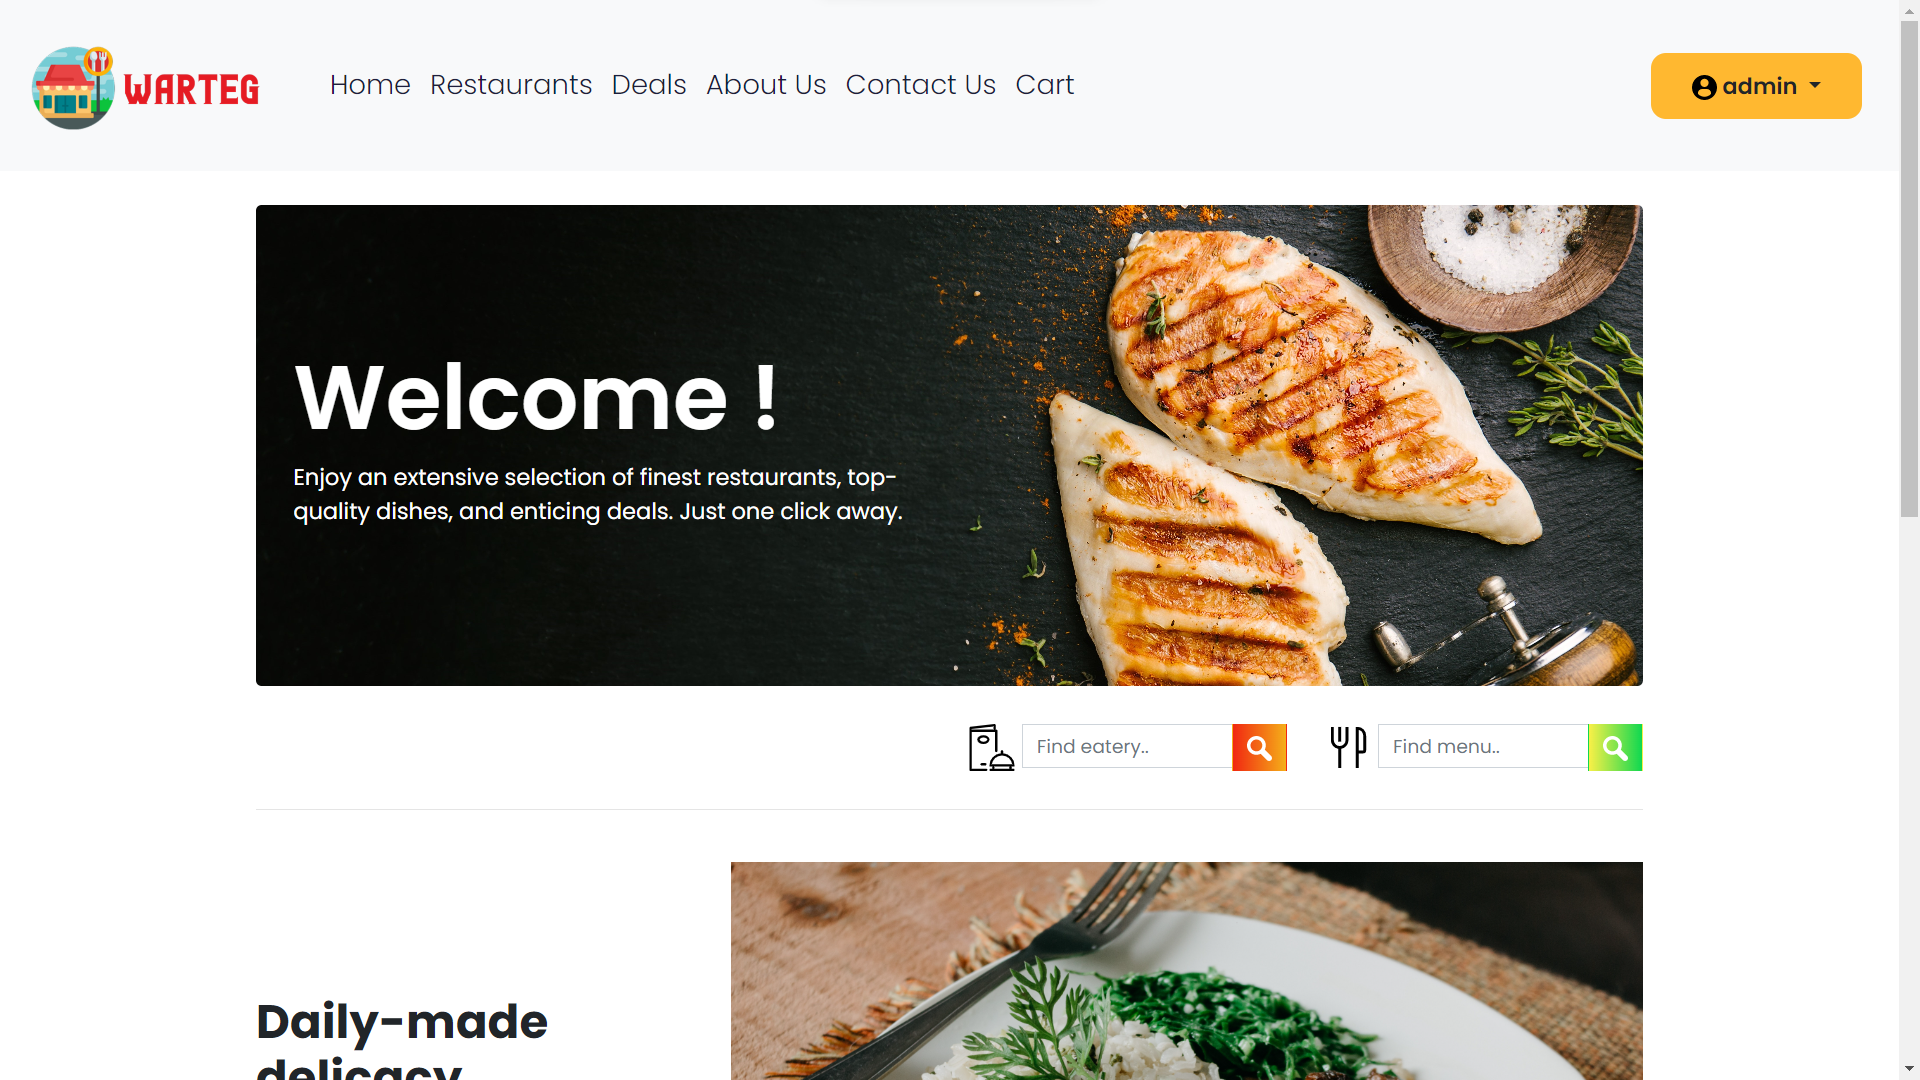 WARTEG
Home Restaurants Deals About Us Contact Us Cart
admin
Welcome !
Enjoy an extensive selection of finest restaurants, top-
quality dishes, and enticing deals. Just one click away.
Find eatery..
Find menu..
Daily-made
delicacy